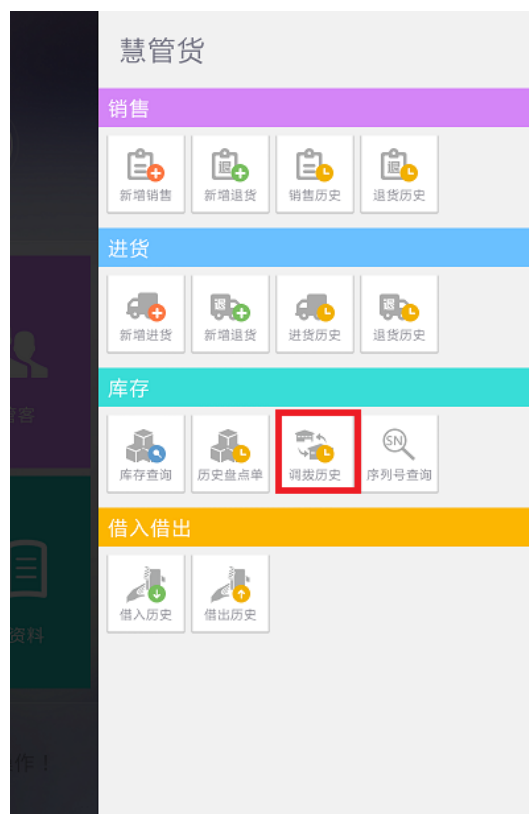 慧管货
销售
新增销售
新增退货
销售历史
退货历史
进货
新增进货
新增退货
进货历史
退货历史
库存
库存查询
历史盘点单
调拨历史
SN
序列号查询
借入借出
借入历史
借出历史
客
资料
作！